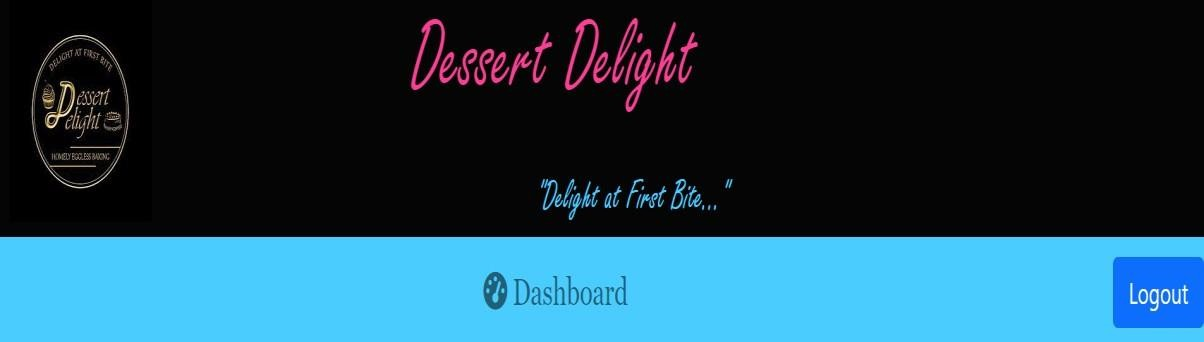 DELIGHT AT FIRST BITE
Dessert
Delight
HOMELY EGGLESS BAKING
Dessert Delight
"Delight at First Bite..."
Dashboard
Logout